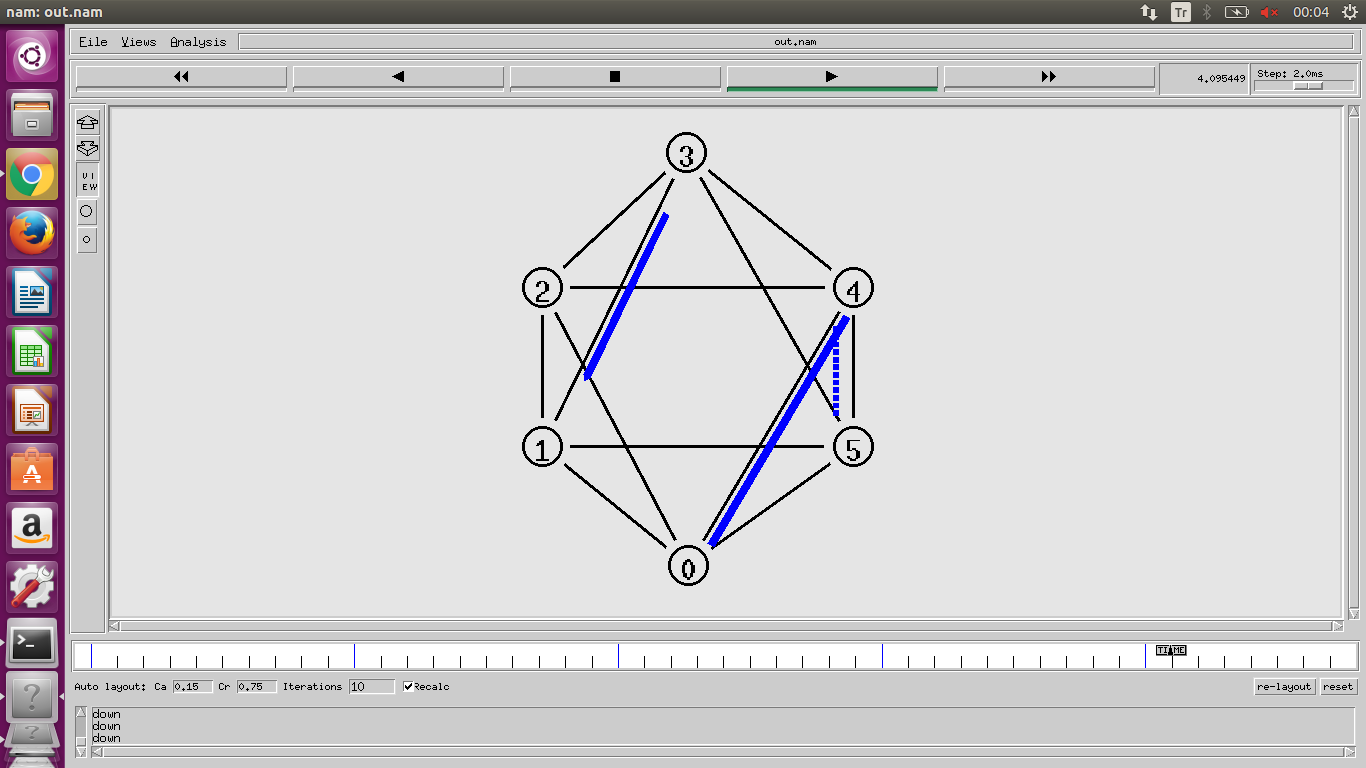 nam: out.nam
Tr
00:04
File Views Analysis
out.nam
4.095449
Step: 2.0ms
VI
EW
3
2
4
1
5
0
TIME
Auto layout: Ca 0.15 Cr 0.75 Iterations 10 Recalc
re-layout
reset
down
down
down